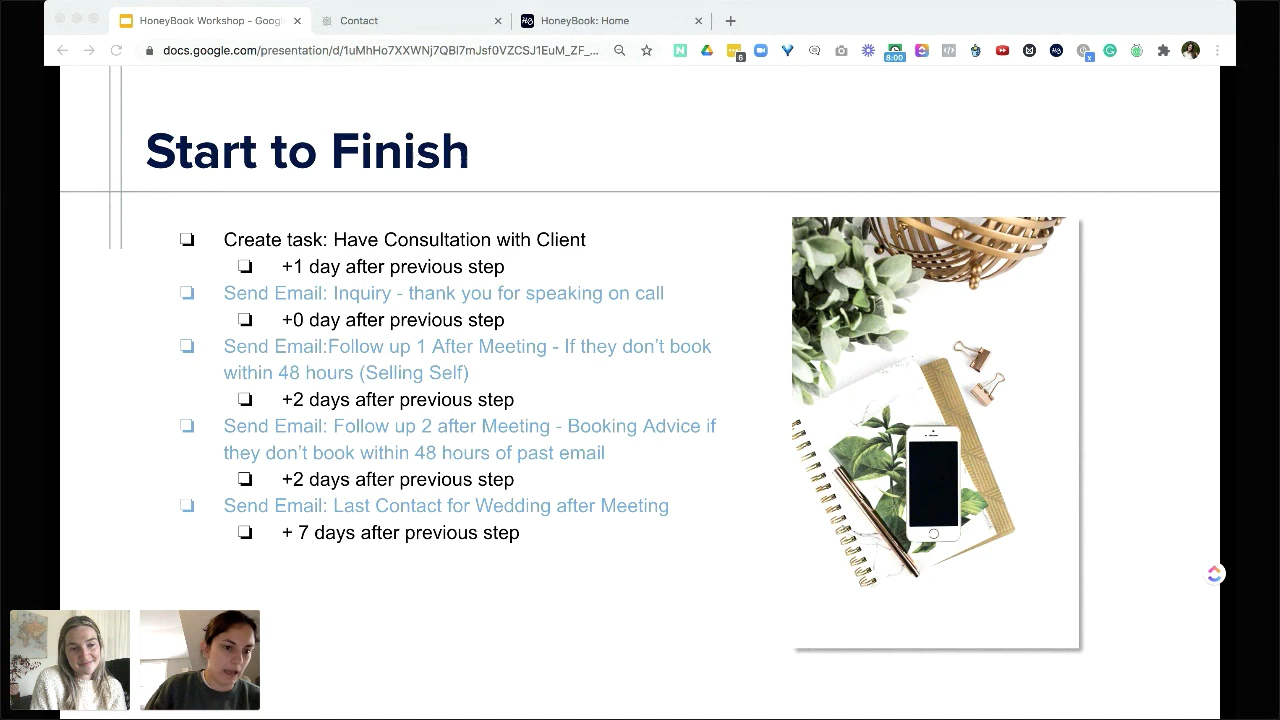 HoneyBook Workshop - Googl
Contact
HoneyBook: Home
docs.google.com/presentation/d/1uMhHo7XXWNj7QBl7mJsf0VZCSJ1EuM_ZF_...
6
8:00
x
Start to Finish
Create task: Have Consultation with Client
+1 day after previous step
Send Email: Inquiry - thank you for speaking on call
+0 day after previous step
Send Email:Follow up 1 After Meeting - If they don't book
within 48 hours (Selling Self)
+2 days after previous step
Send Email: Follow up 2 after Meeting - Booking Advice if
they don't book within 48 hours of past email
+2 days after previous step
Send Email: Last Contact for Wedding after Meeting
+ 7 days after previous step